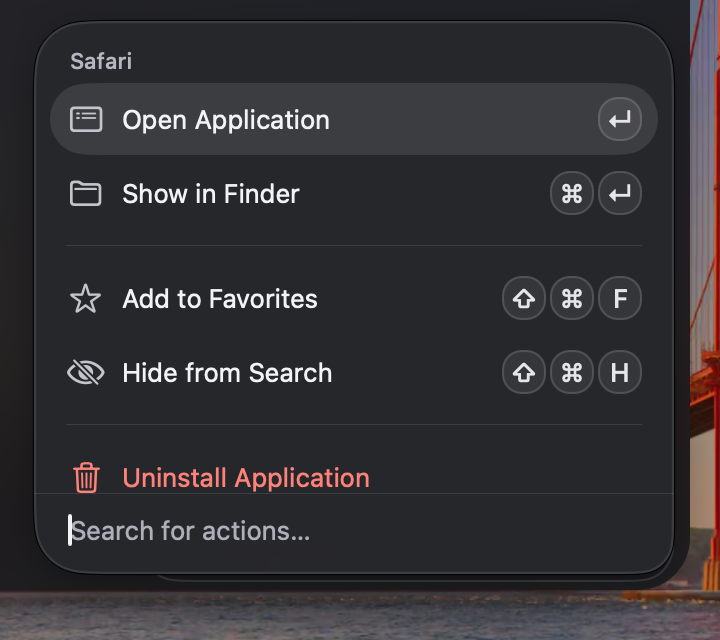 Safari
Open Application ↵
Show in Finder ⌘ ↵
Add to Favorites ⇧ ⌘ F
Hide from Search ⇧ ⌘ H
Uninstall Application
Search for actions...